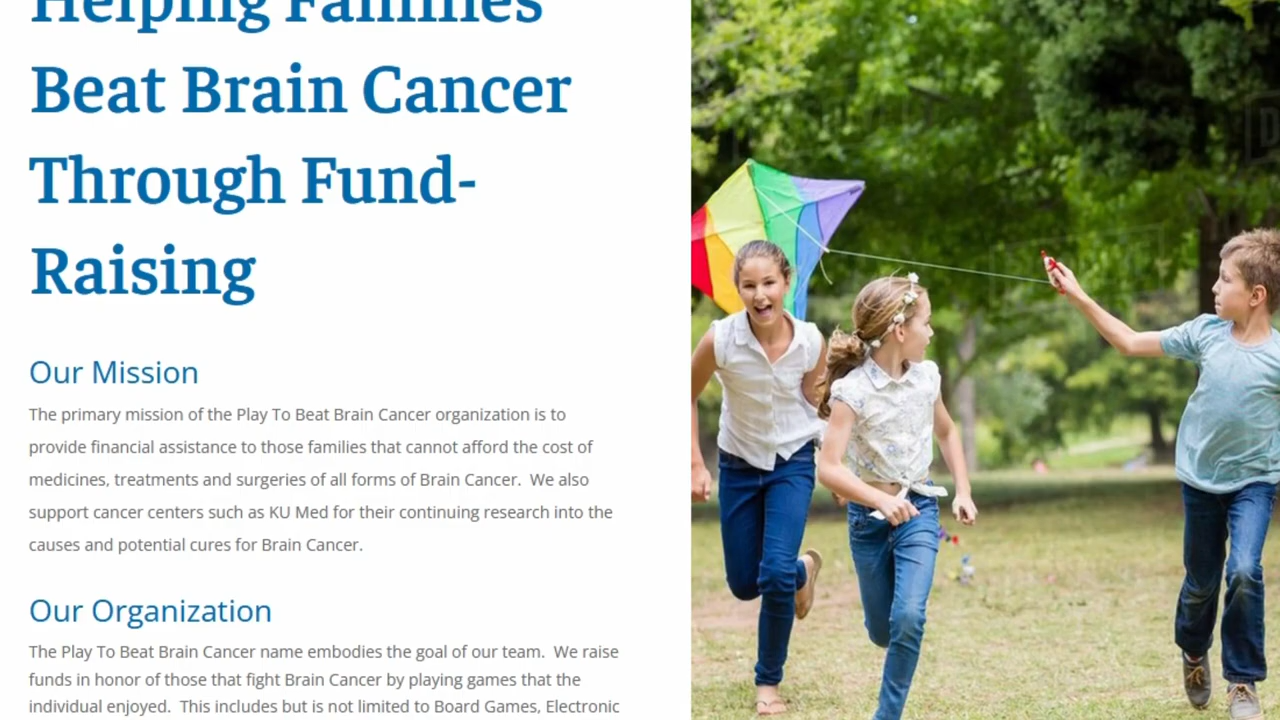 Helping Families
Beat Brain Cancer
Through Fund-
Raising
Our Mission
The primary mission of the Play To Beat Brain Cancer organization is to
provide financial assistance to those families that cannot afford the cost of
medicines, treatments and surgeries of all forms of Brain Cancer.  We also
support cancer centers such as KU Med for their continuing research into the
causes and potential cures for Brain Cancer.
Our Organization
The Play To Beat Brain Cancer name embodies the goal of our team.  We raise
funds in honor of those that fight Brain Cancer by playing games that the
individual enjoyed.  This includes but is not limited to Board Games, Electronic